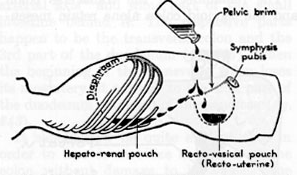 Pelvic brim
Symphysis
pubis
Diaphragm
Hepato-renal pouch
Recto-vesical pouch
(Recto-uterine)